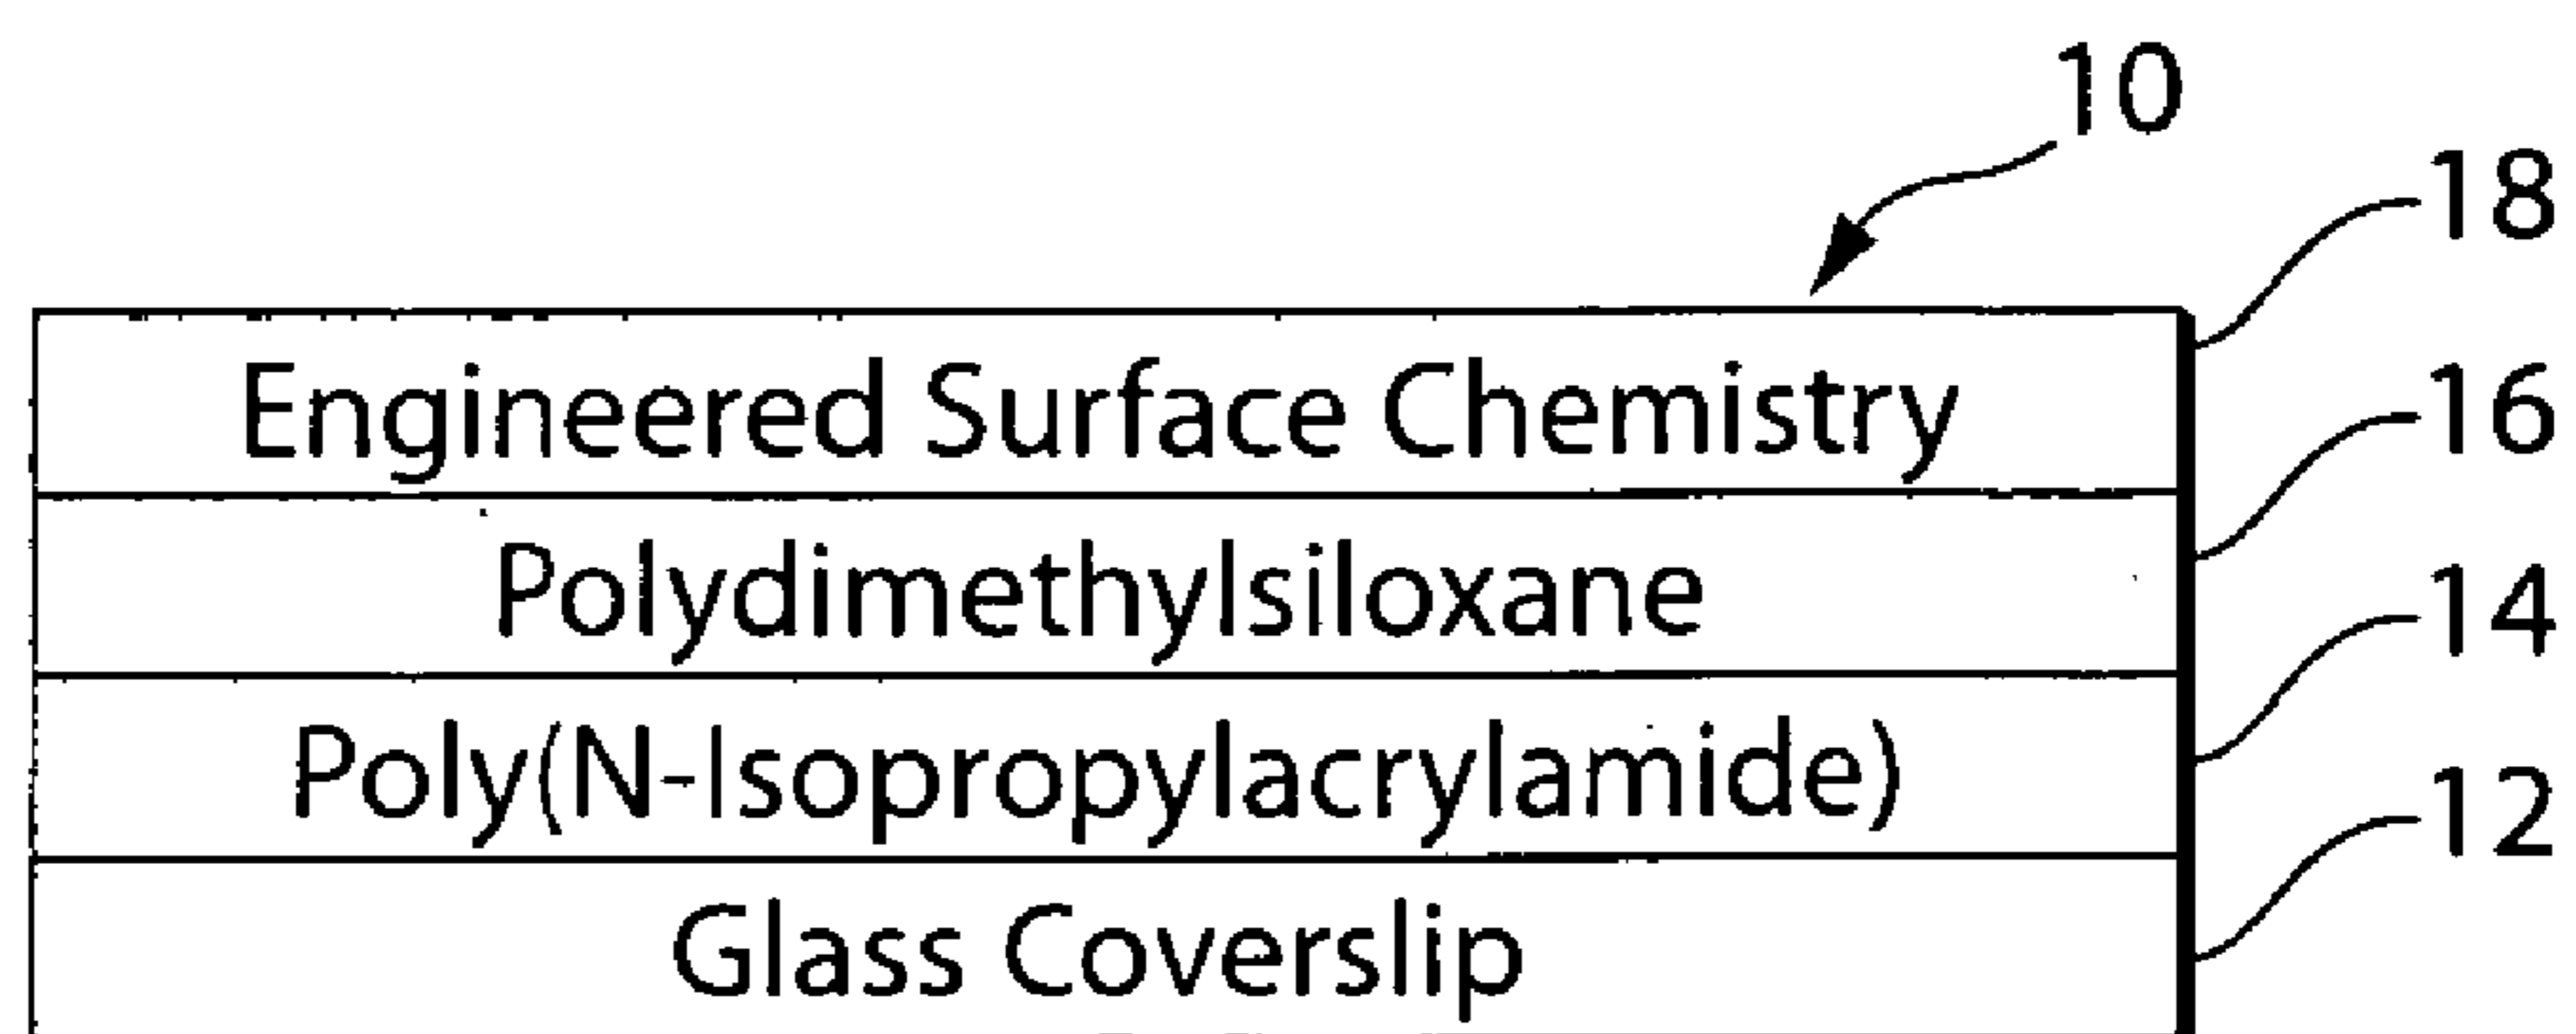 10
18
Engineered Surface Chemistry
16
Polydimethylsiloxane
14
Poly(N-Isopropylacrylamide)
12
Glass Coverslip